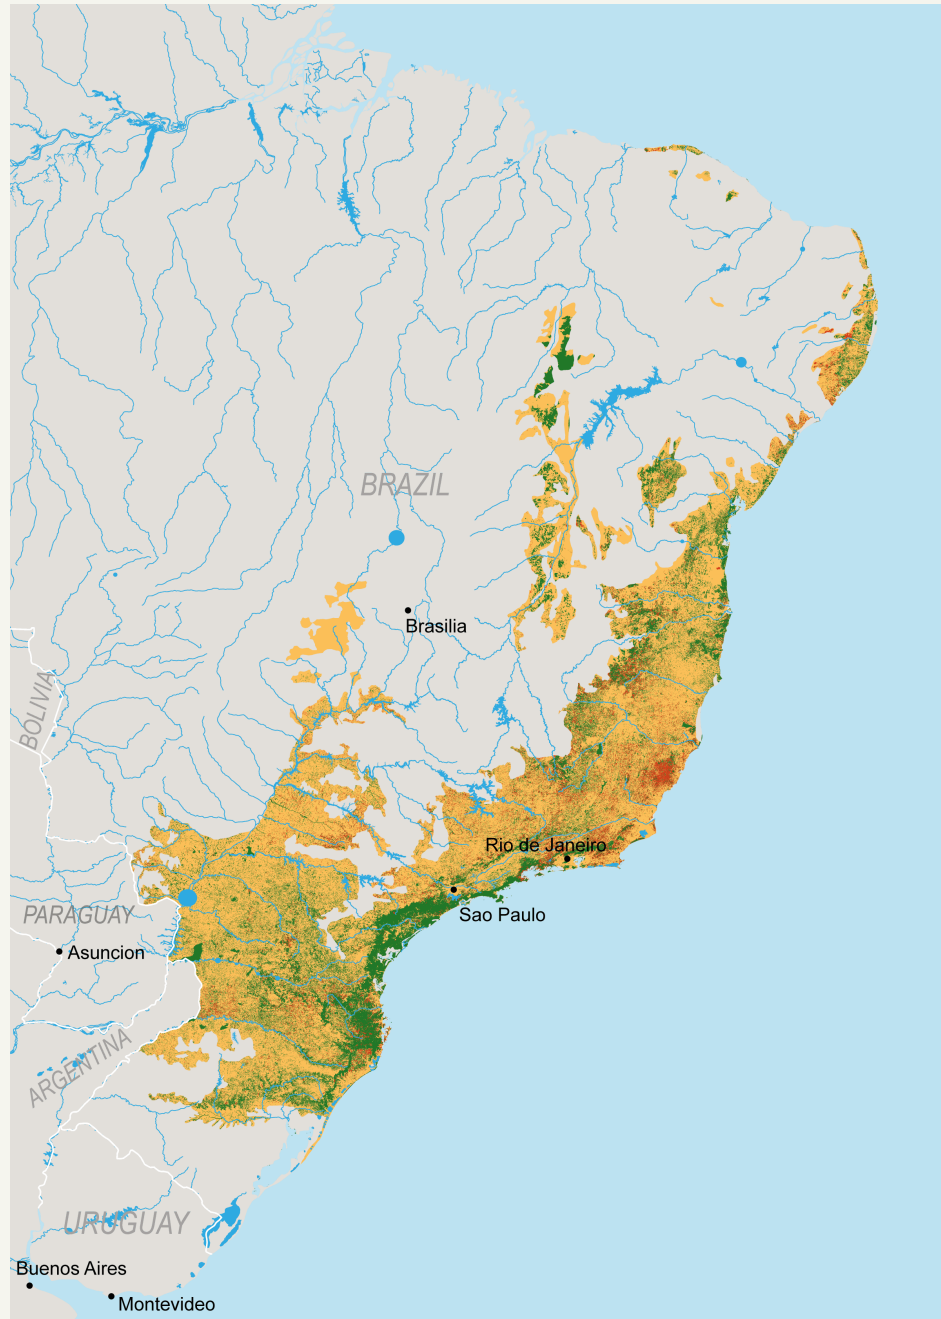 BRAZIL
Brasilia
BOLIVIA
Rio de Janeiro
Sao Paulo
PARAGUAY
Asuncion
ARGENTINA
URUGUAY
Buenos Aires
Montevideo